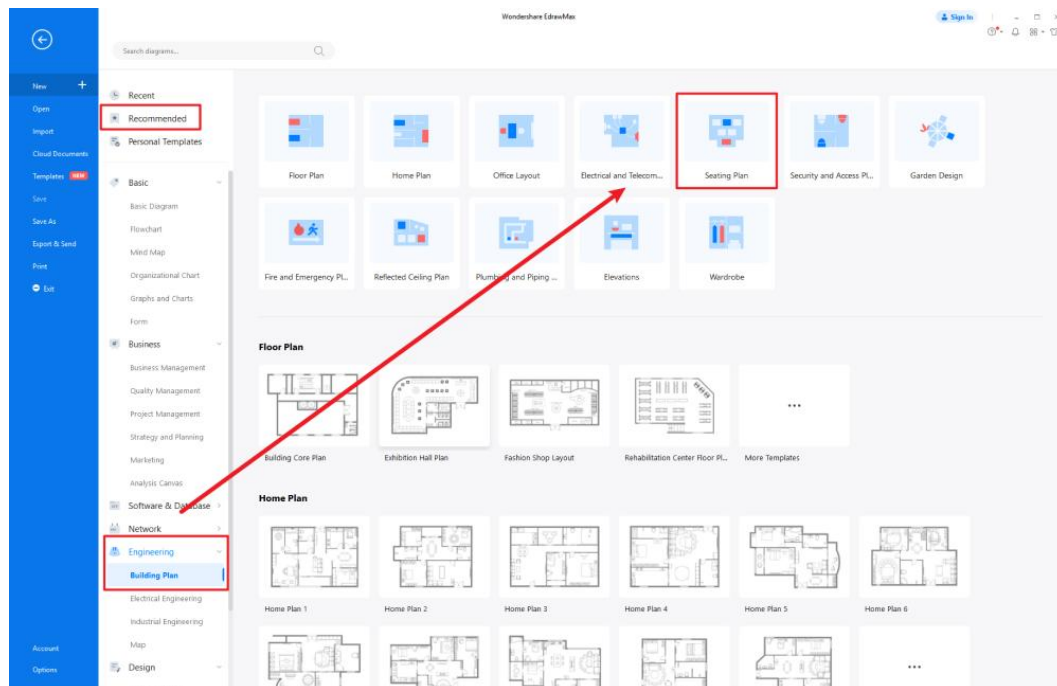 Wondershare EdrawMax
Sign In
Search diagrams...
New
Open
Import
Cloud Documents
Templates NEW
Save
Save As
Export & Send
Print
Exit
Account
Options
Recent
Recommended
Personal Templates
Basic
Basic Diagram
Flowchart
Mind Map
Organizational Chart
Graphs and Charts
Form
Business
Business Management
Quality Management
Project Management
Strategy and Planning
Marketing
Analysis Canvas
Software & Database
Network
Engineering
Building Plan
Electrical Engineering
Industrial Engineering
Map
Design
Floor Plan
Home Plan
Office Layout
Electrical and Telecom...
Seating Plan
Security and Access Pl...
Garden Design
Fire and Emergency Pl...
Reflected Ceiling Plan
Plumbing and Piping ...
Elevations
Wardrobe
Floor Plan
Building Core Plan
Exhibition Hall Plan
Fashion Shop Layout
Rehabilitation Center Floor Pl...
More Templates
Home Plan
Home Plan 1
Home Plan 2
Home Plan 3
Home Plan 4
Home Plan 5
Home Plan 6